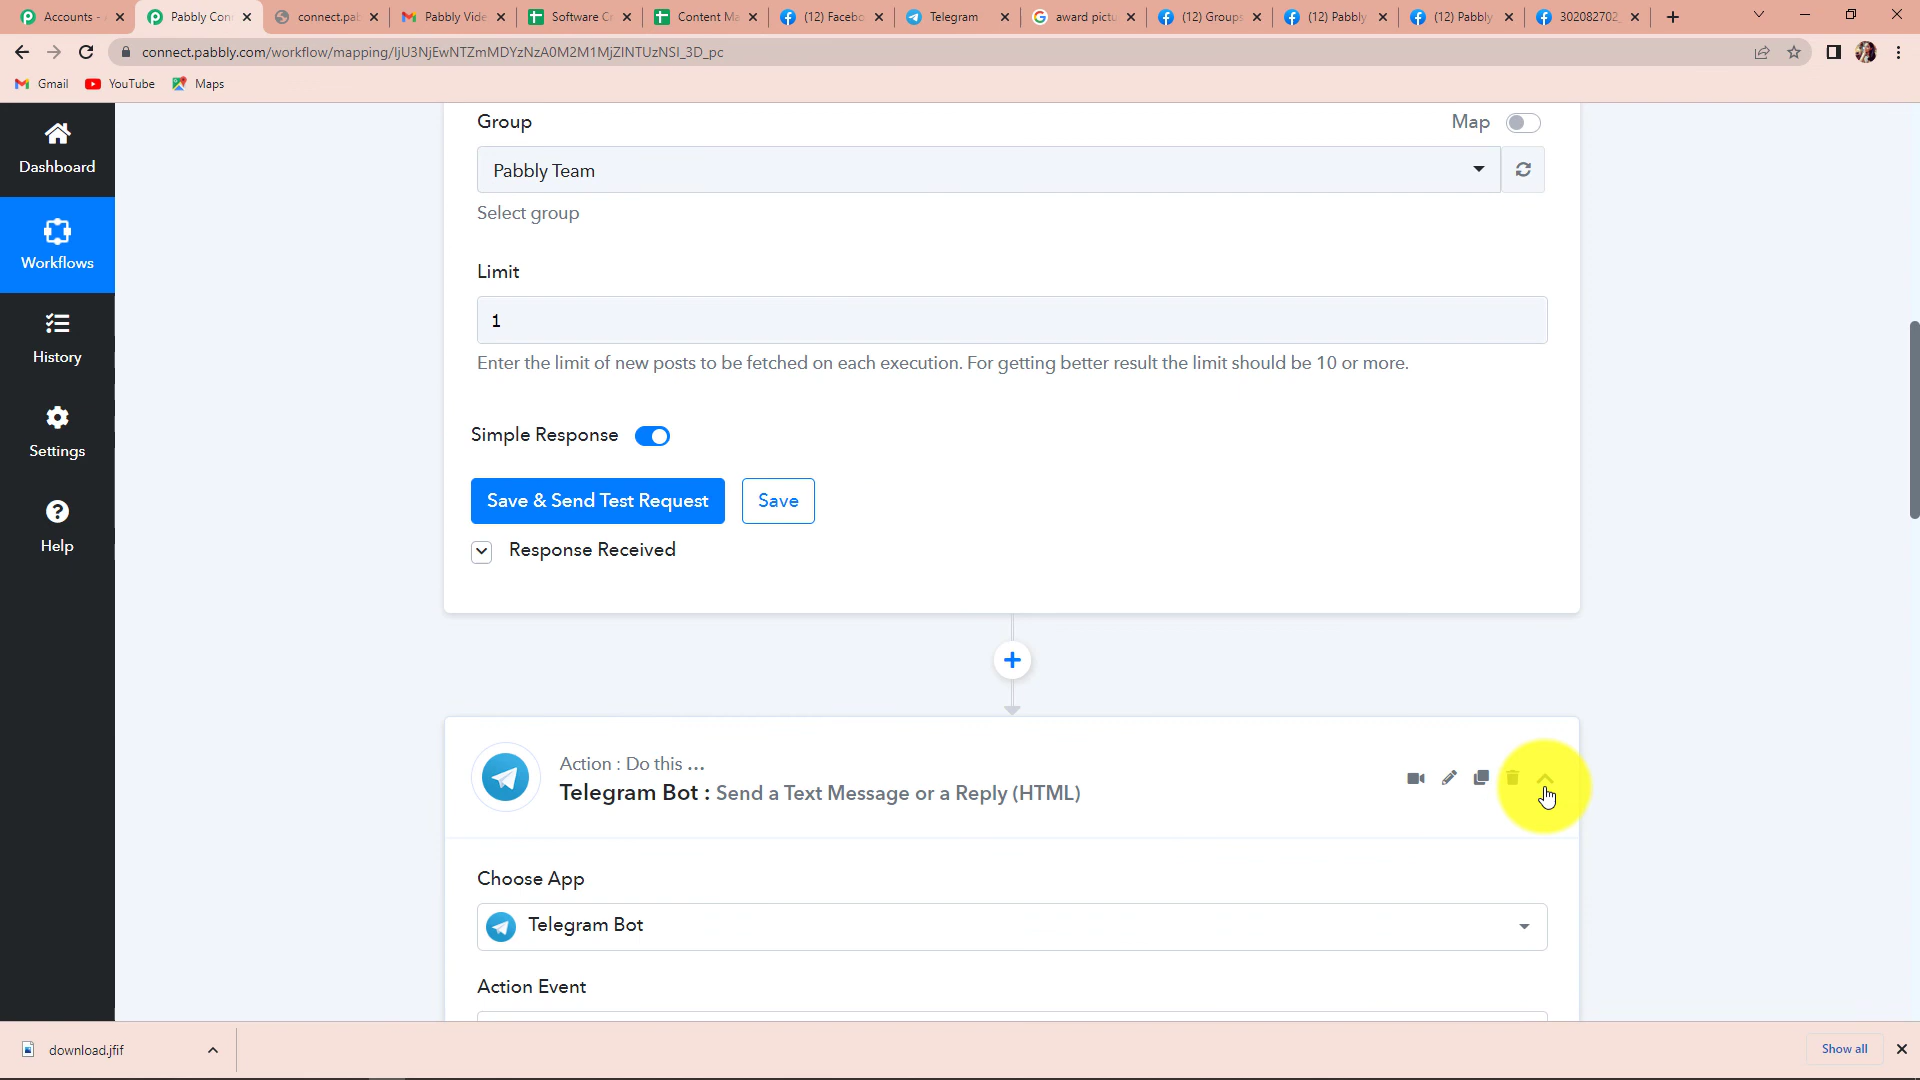 Accounts -
Pabbly Con
connect.pab
Pabbly Vide
Software C
Content Ma
(12) Facebo
Telegram
award pictu
(12) Groups
(12) Pabbly
(12) Pabbly
302082702_
connect.pabbly.com/workflow/mapping/IjU3NjEwNTZmMDYzNzA0M2M1MjZlNTUzNSI_3D_pc
Gmail
YouTube
Maps
Dashboard
Workflows
History
Settings
Help
Group
Map
Pabbly Team
Select group
Limit
1
Enter the limit of new posts to be fetched on each execution. For getting better result the limit should be 10 or more.
Simple Response
Save & Send Test Request
Save
Response Received
Action : Do this ...
Telegram Bot : Send a Text Message or a Reply (HTML)
Choose App
Telegram Bot
Action Event
download.jfif
Show all